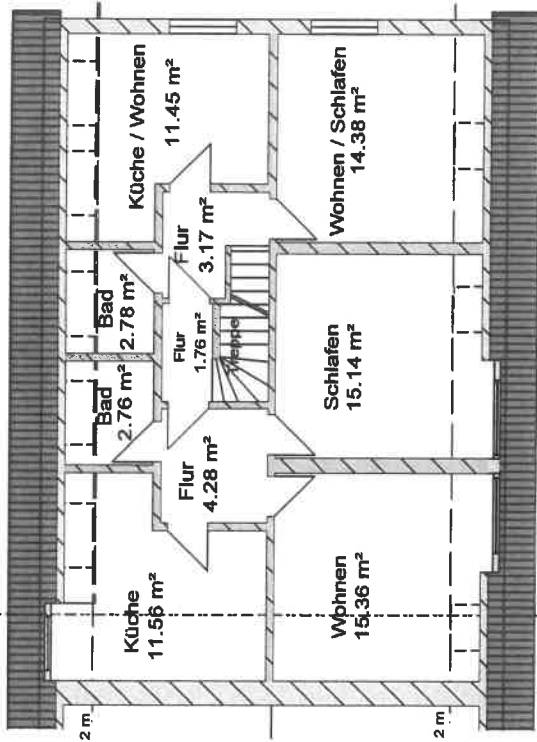 Küche
11.56 m²
Bad
2.76 m²
Bad
2.78 m²
Küche / Wohnen
11.45 m²
Flur
4.28 m²
Flur
1.76 m²
Flur
3.17 m²
Treppe
Wohnen
15.36 m²
Schlafen
15.14 m²
Wohnen / Schlafen
14.38 m²
2 m
2 m